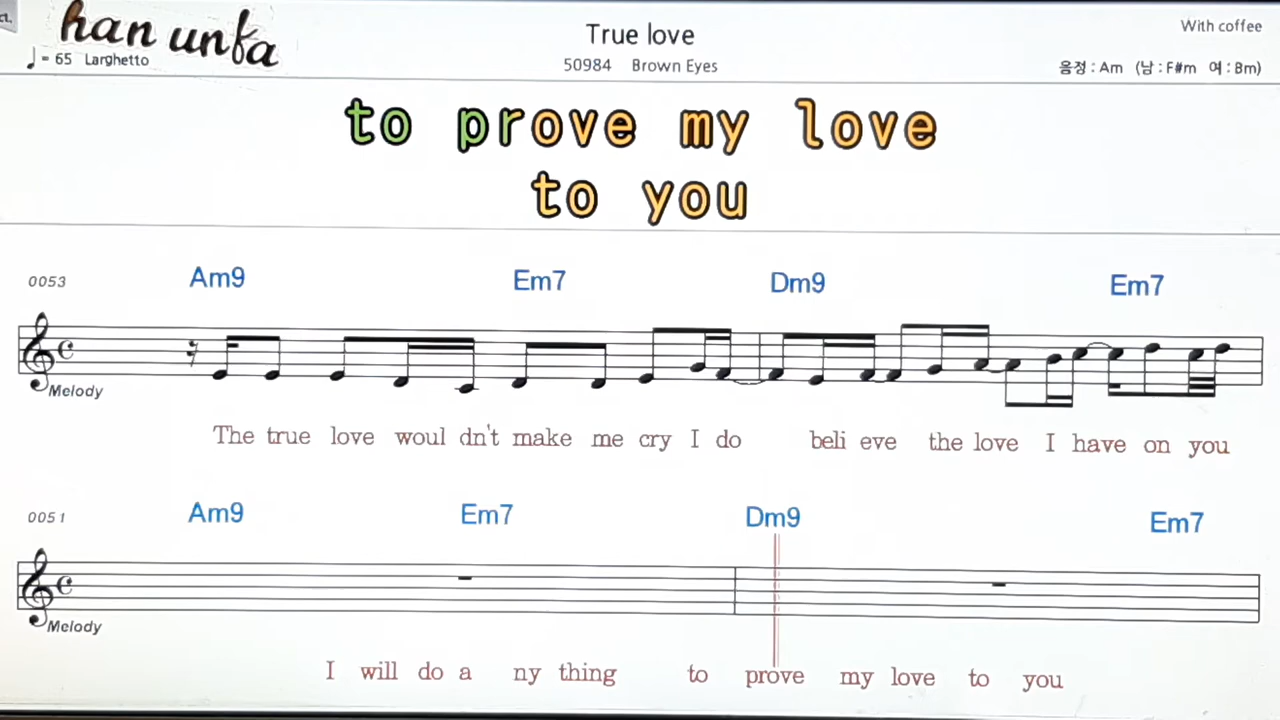 ct.
han unfa
True love
With coffee
♩= 65 Larghetto
50984 Brown Eyes
음정 : Am (남 : F#m 여 : Bm)
to prove my love
to you
0053
Am9 Em7 Dm9 Em7
Melody
The true love woul dn't make me cry I do beli eve the love I have on you
0051
Am9 Em7 Dm9 Em7
Melody
I will do a ny thing to prove my love to you